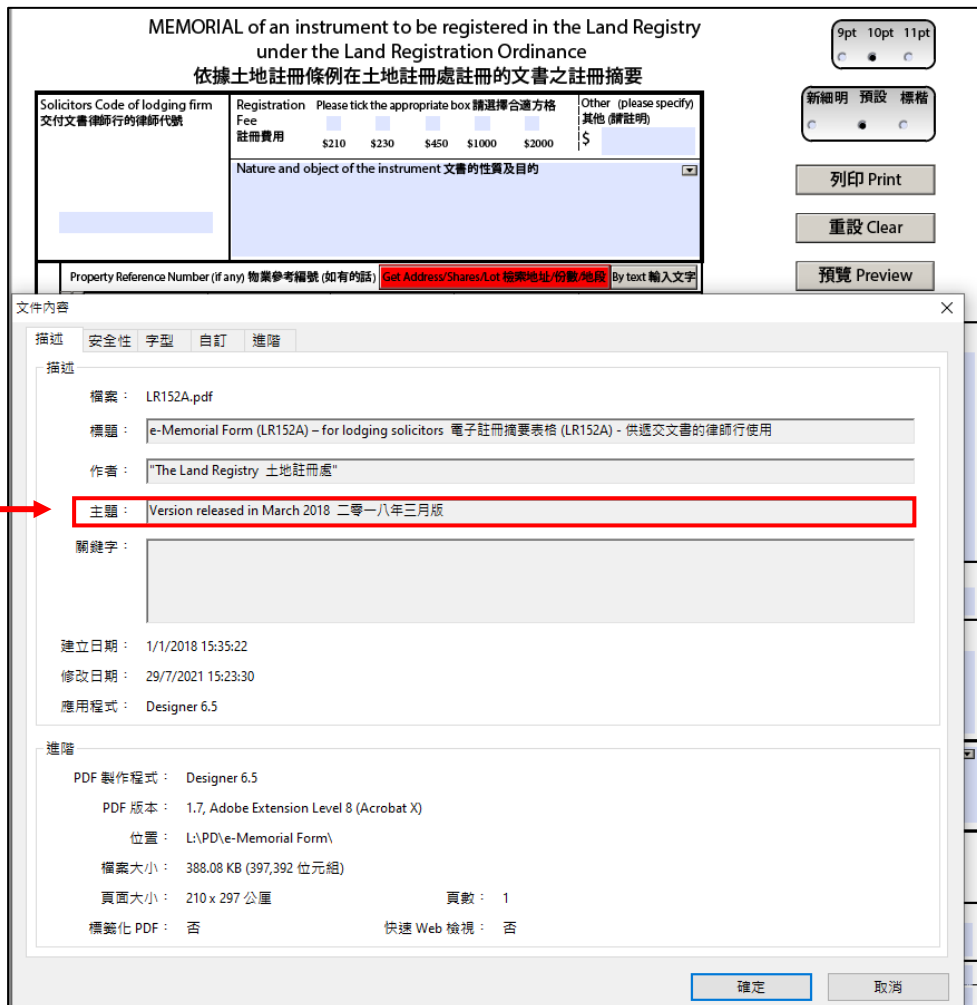 MEMORIAL of an instrument to be registered in the Land Registry
under the Land Registration Ordinance
依據土地註冊條例在土地註冊處註冊的文書之註冊摘要
9pt 10pt 11pt
新細明 預設 標楷
列印 Print
重設 Clear
預覽 Preview
Solicitors Code of lodging firm
交付文書律師行的律師代號
Registration Please tick the appropriate box 請選擇合適方格
Fee
註冊費用
$210 $230 $450 $1000 $2000
Other (please specify)
其他 (請註明)
$
Nature and object of the instrument 文書的性質及目的
Property Reference Number (if any) 物業參考編號 (如有的話) Get Address/Shares/Lot 檢索地址/份數/地段 By text 輸入文字
文件內容
描述 安全性 字型 自訂 進階
描述
檔案： LR152A.pdf
標題： e-Memorial Form (LR152A) – for lodging solicitors 電子註冊摘要表格 (LR152A) - 供遞交文書的律師行使用
作者： "The Land Registry 土地註冊處"
主題： Version released in March 2018 二零一八年三月版
關鍵字：
建立日期： 1/1/2018 15:35:22
修改日期： 29/7/2021 15:23:30
應用程式： Designer 6.5
進階
PDF 製作程式： Designer 6.5
PDF 版本： 1.7, Adobe Extension Level 8 (Acrobat X)
位置： L:\PD\e-Memorial Form\
檔案大小： 388.08 KB (397,392 位元組)
頁面大小： 210 x 297 公厘 頁數： 1
標籤化 PDF： 否 快速 Web 檢視： 否
確定 取消